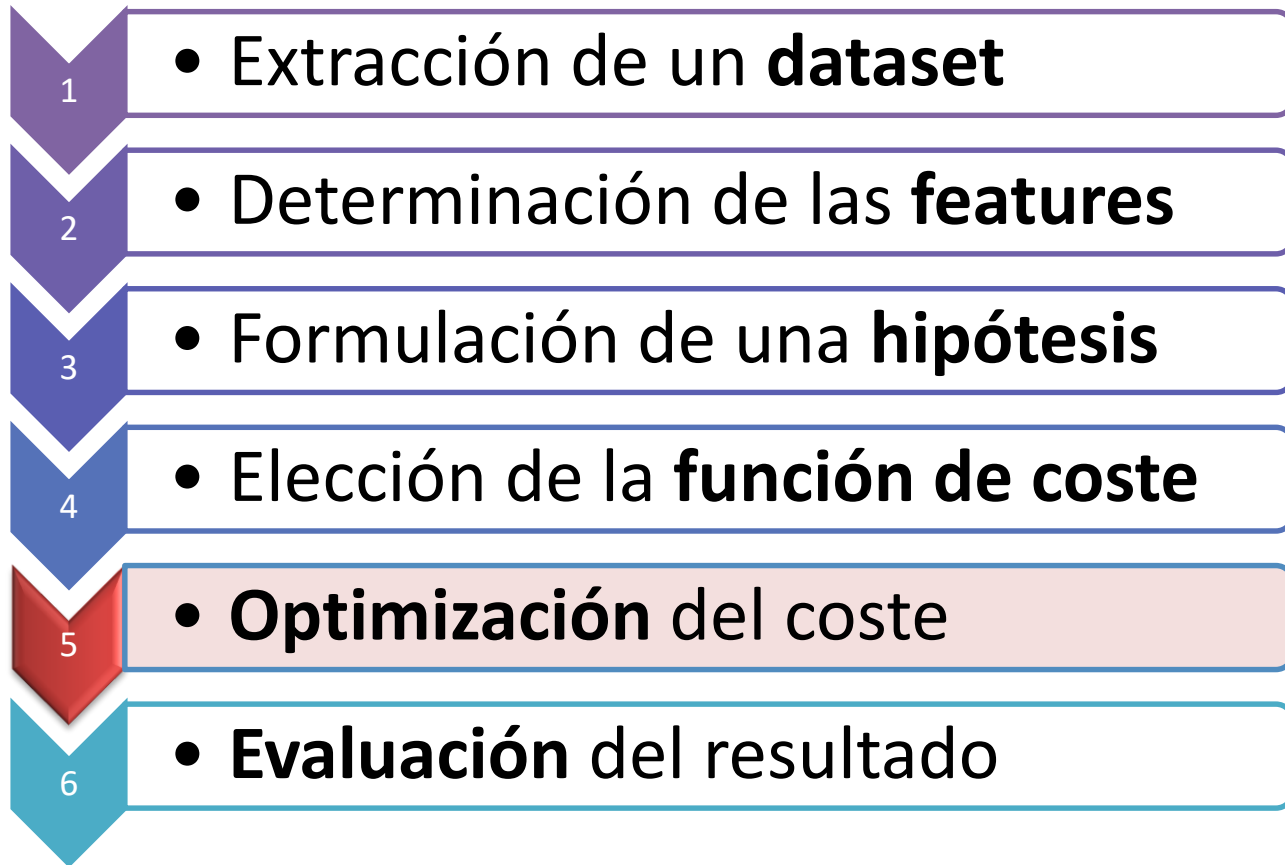 1 • Extracción de un dataset
2 • Determinación de las features
3 • Formulación de una hipótesis
4 • Elección de la función de coste
5 • Optimización del coste
6 • Evaluación del resultado